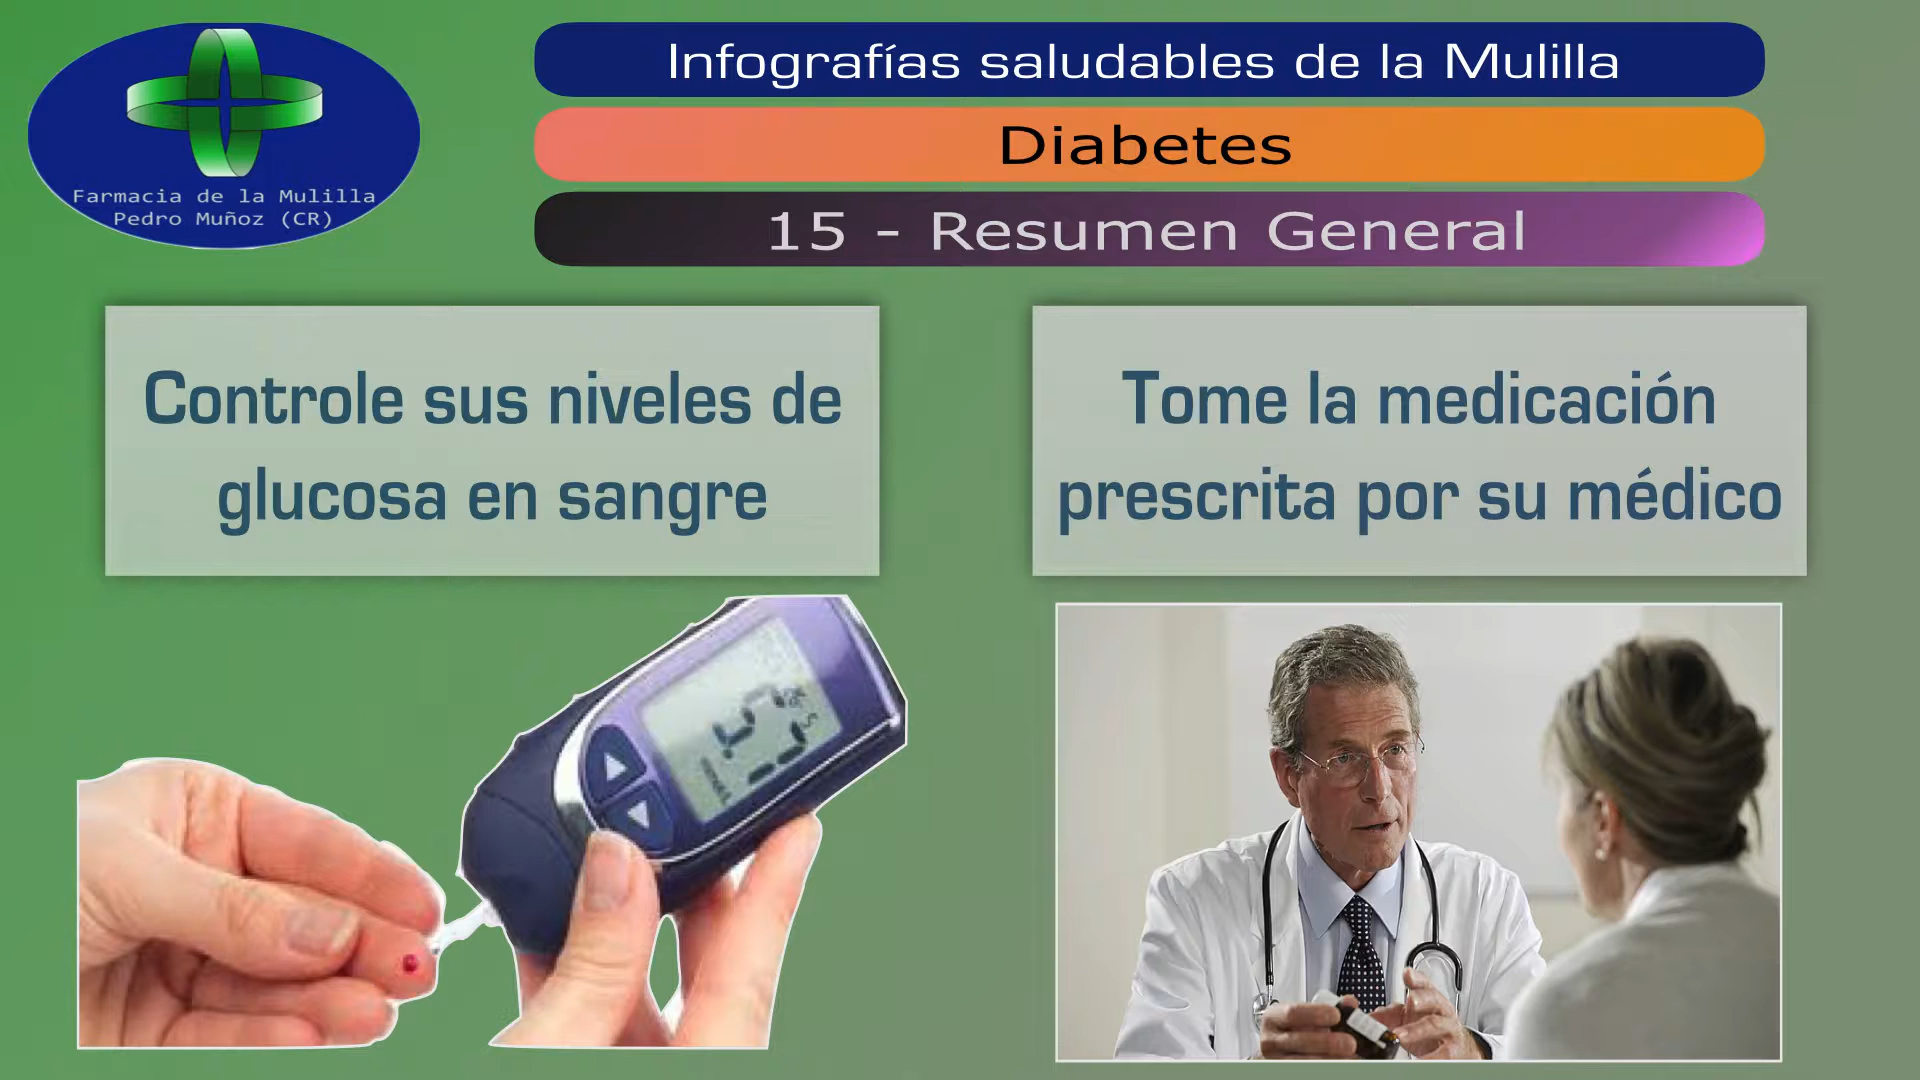 Farmacia de la Mulilla
Pedro Muñoz (CR)
Infografías saludables de la Mulilla
Diabetes
15 - Resumen General
Controle sus niveles de
glucosa en sangre
Tome la medicación
prescrita por su médico